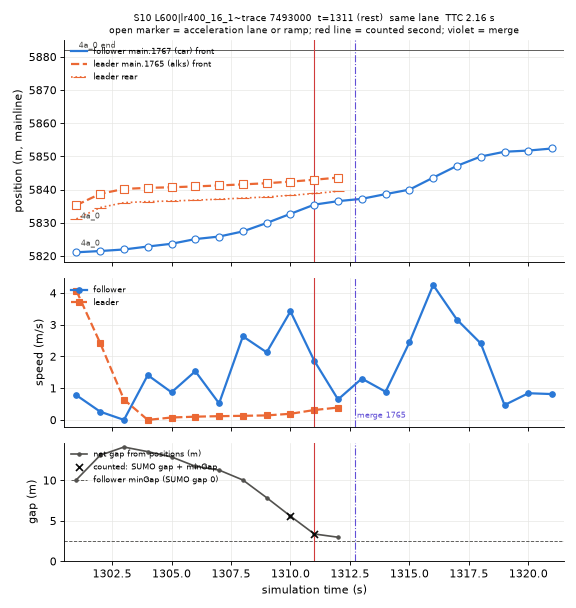 S10 L600|lr400_16_1~trace 7493000  t=1311 (rest)  same lane  TTC 2.16 s
open marker = acceleration lane or ramp; red line = counted second; violet = merge
4a_0 end
follower main.1767 (car) front
leader main.1765 (alks) front
leader rear
5880
5870
5860
5850
5840
5830
5820
position (m, mainline)
4a_0
4a_0
follower
leader
4
3
2
1
0
speed (m/s)
merge 1765
net gap from positions (m)
counted: SUMO gap + minGap
follower minGap (SUMO gap 0)
10
5
0
gap (m)
1302.5 1305.0 1307.5 1310.0 1312.5 1315.0 1317.5 1320.0
simulation time (s)